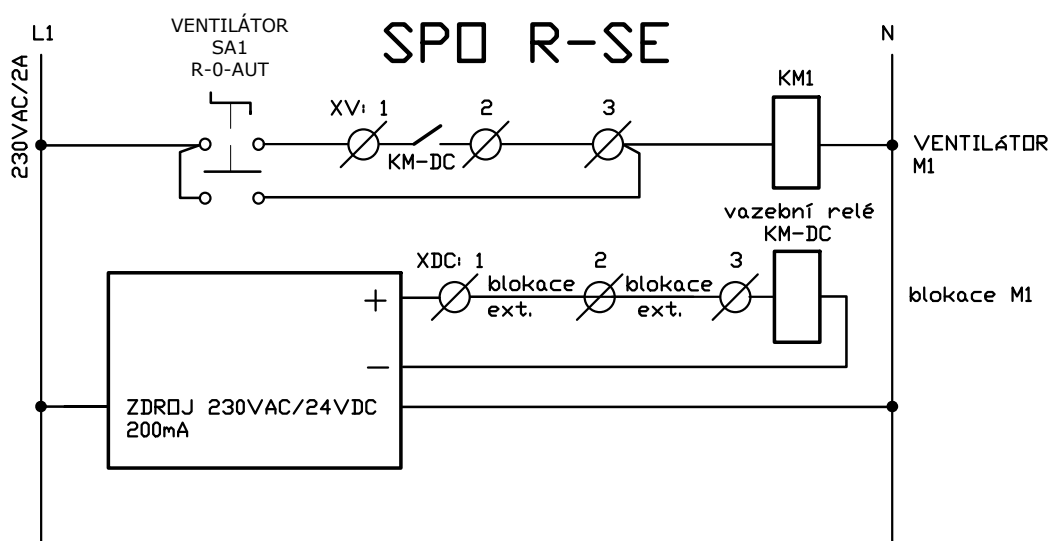 L1
VENTILÁTOR
SA1
R-0-AUT
SPO R-SE
N
230VAC/2A
XV: 1 2 3
KM1
KM-DC
VENTILÁTOR
M1
vazební relé
KM-DC
XDC: 1 2 3
blokace blokace
ext. ext.
blokace M1
+
−
ZDROJ 230VAC/24VDC
200mA